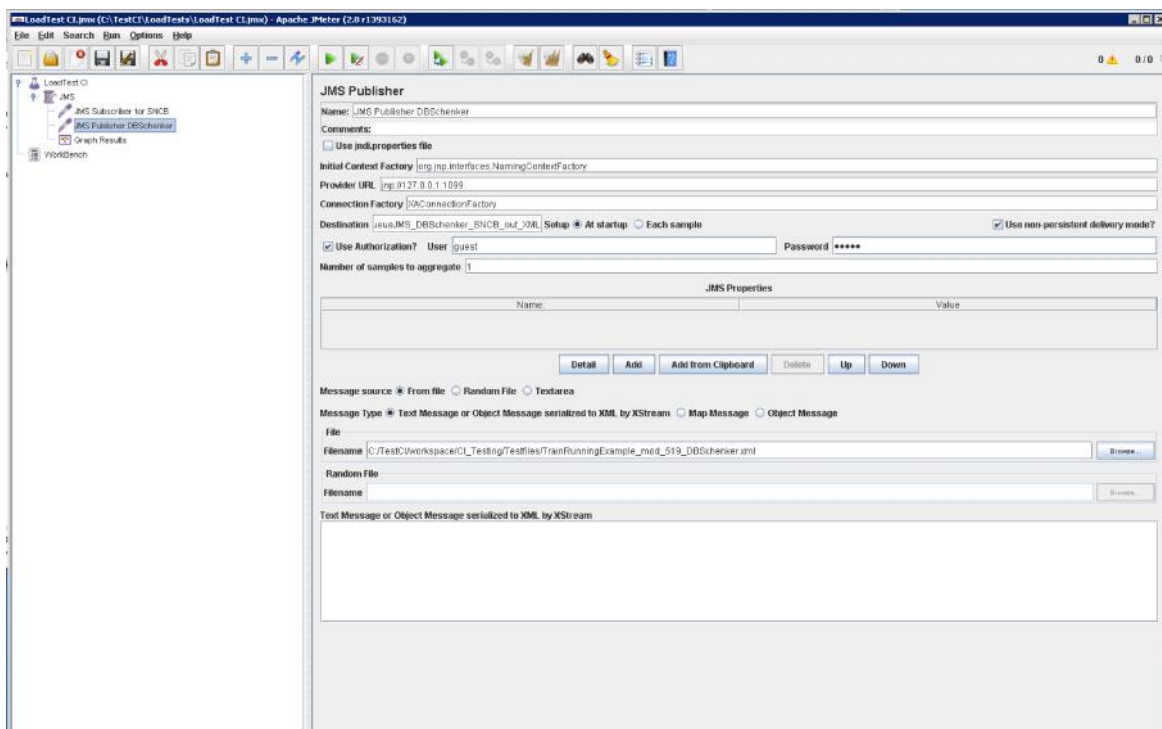 LoadTest CI.jmx (C:\TestCI\LoadTests\LoadTest CI.jmx) - Apache JMeter (2.8 r1393162)
File Edit Search Run Options Help
0 0 / 0
LoadTest CI
JMS
JMS Subscriber for SNCB
JMS Publisher DBSchenker
Graph Results
WorkBench
JMS Publisher
Name: JMS Publisher DBSchenker
Comments:
Use jndi.properties file
Initial Context Factory org.jnp.interfaces.NamingContextFactory
Provider URL jnp://127.0.0.1:1099
Connection Factory XAConnectionFactory
Destination JMS_DBSchenker_SNCB_out_XML Setup At startup Each sample Use non-persistent delivery mode?
Use Authorization? User guest Password •••••
Number of samples to aggregate 1
JMS Properties
Name: Value
Detail Add Add from Clipboard Delete Up Down
Message source From file Random File Textarea
Message Type Text Message or Object Message serialized to XML by XStream Map Message Object Message
File
Filename C:/TestCI/workspace/CI_Testing/Testfiles/TrainRunningExample_mod_519_DBSchenker.xml Browse...
Random File
Filename Browse...
Text Message or Object Message serialized to XML by XStream